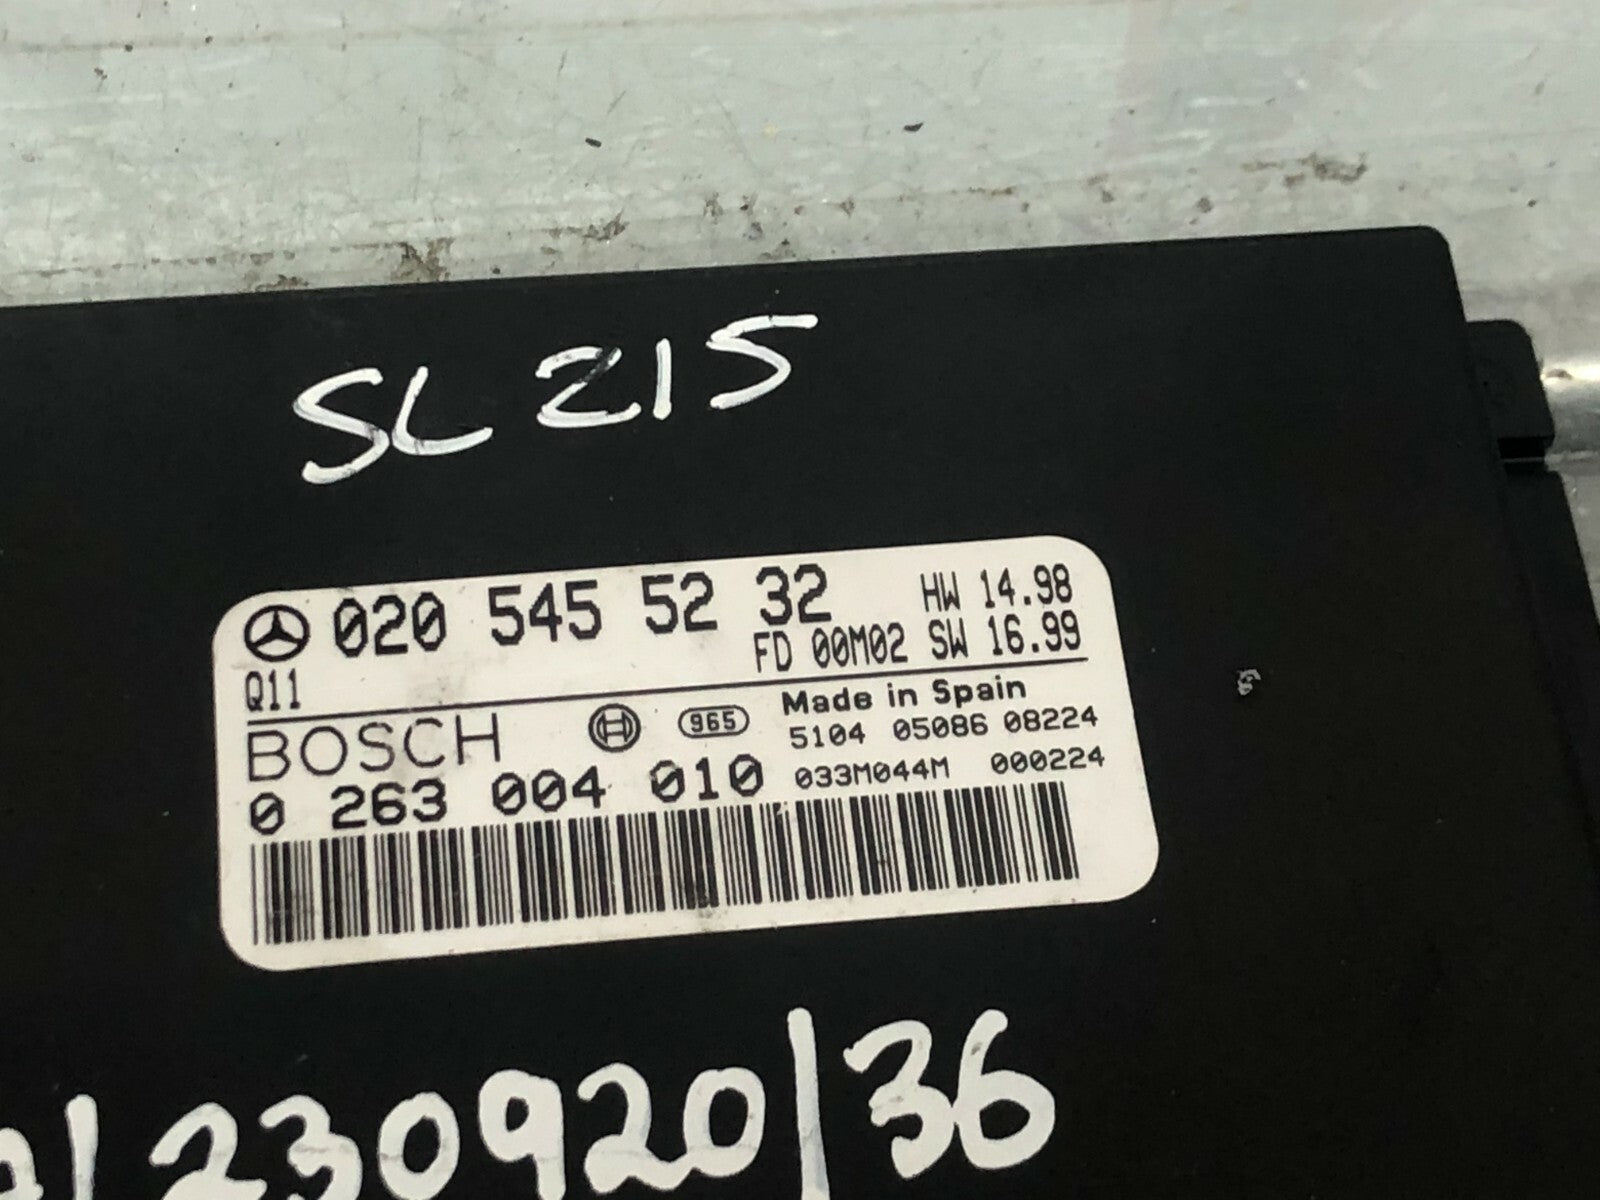 SL 215
020 545 52 32 HW 14.98
FD 00M02 SW 16.99
Q11
BOSCH 965 Made in Spain
5104 05086 08224
0 263 004 010 033M044M 000224
/230920/36